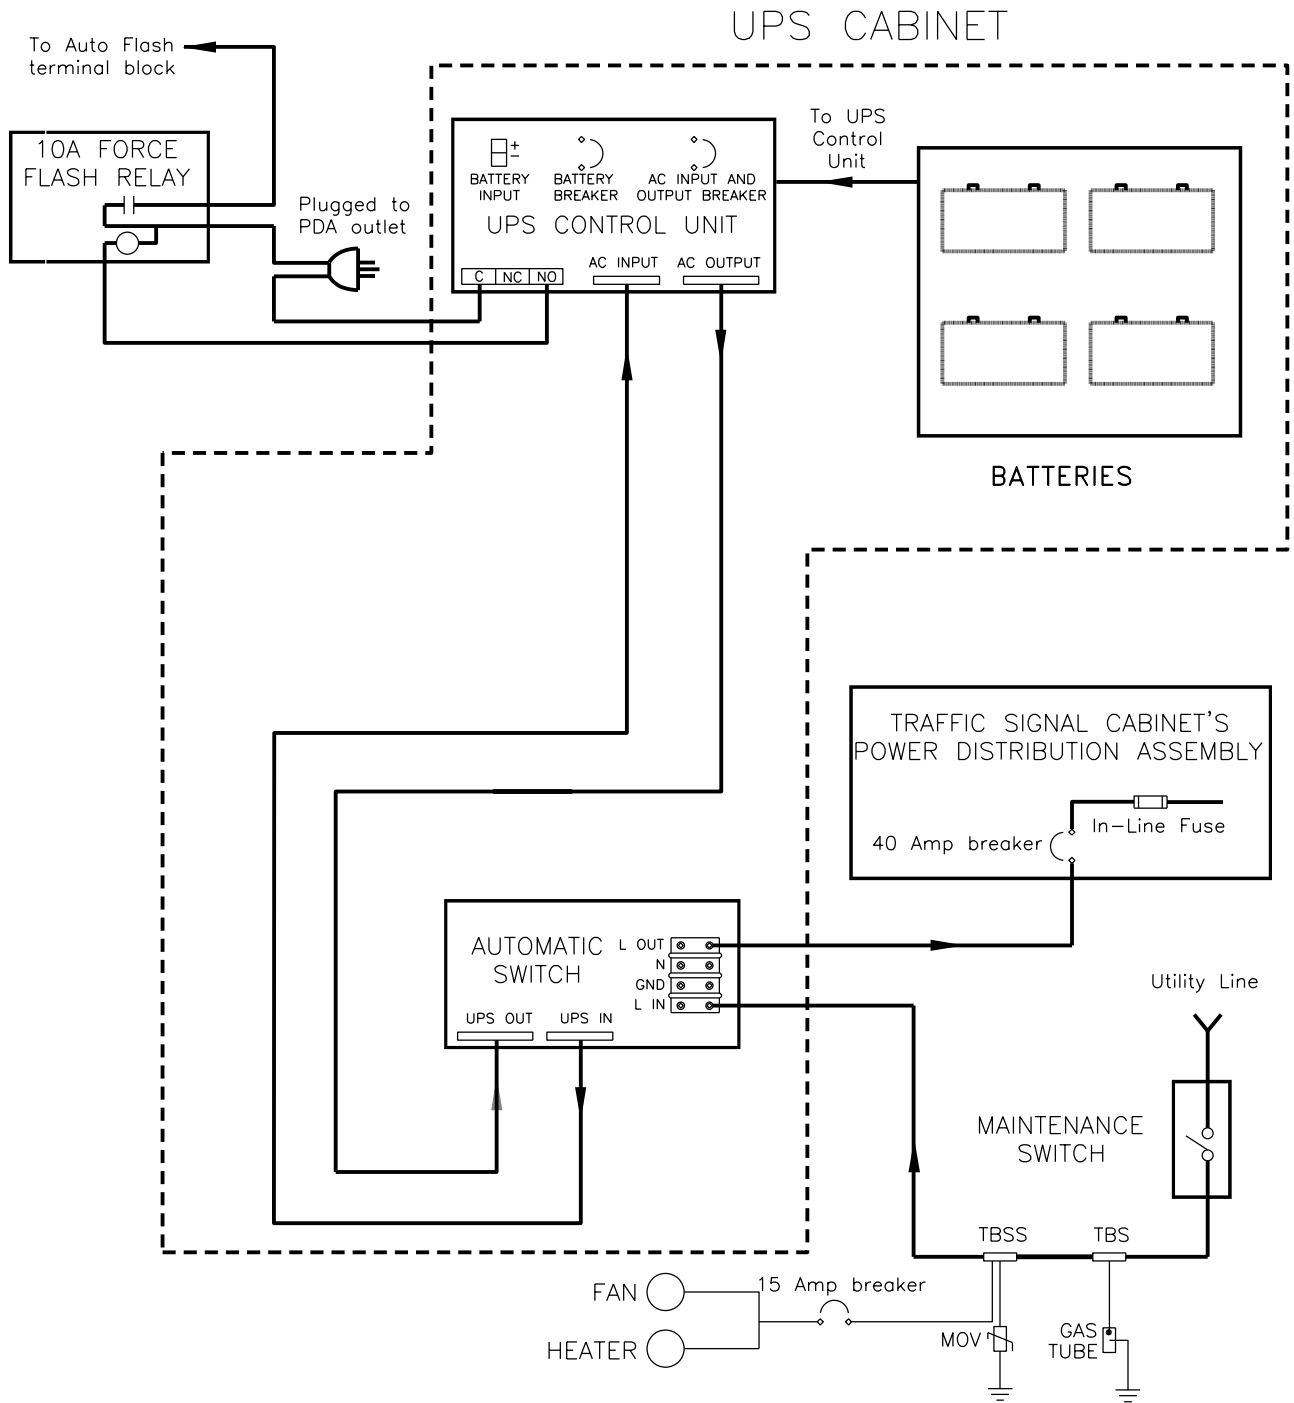 UPS CABINET
To Auto Flash
terminal block
10A FORCE
FLASH RELAY
Plugged to
PDA outlet
+
−
BATTERY
INPUT
BATTERY
BREAKER
AC INPUT AND
OUTPUT BREAKER
UPS CONTROL UNIT
C NC NO
AC INPUT
AC OUTPUT
To UPS
Control
Unit
BATTERIES
TRAFFIC SIGNAL CABINET'S
POWER DISTRIBUTION ASSEMBLY
In-Line Fuse
40 Amp breaker
AUTOMATIC
SWITCH
L OUT
N
GND
L IN
UPS OUT
UPS IN
Utility Line
MAINTENANCE
SWITCH
TBSS
TBS
FAN
15 Amp breaker
HEATER
MOV
GAS
TUBE